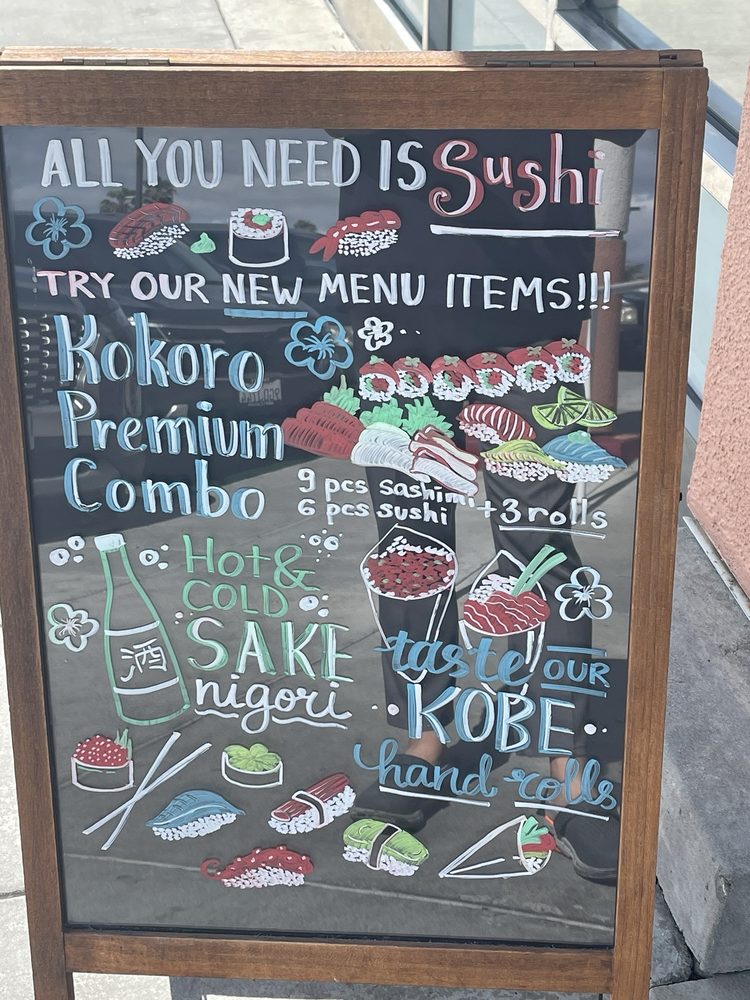 ALL YOU NEED IS Sushi
TRY OUR NEW MENU ITEMS!!!
Kokoro
Premium
Combo
9 pcs sashimi
6 pcs sushi +3 rolls
Hot &
COLD
SAKE
nigori
酒
taste OUR
KOBE
hand rolls